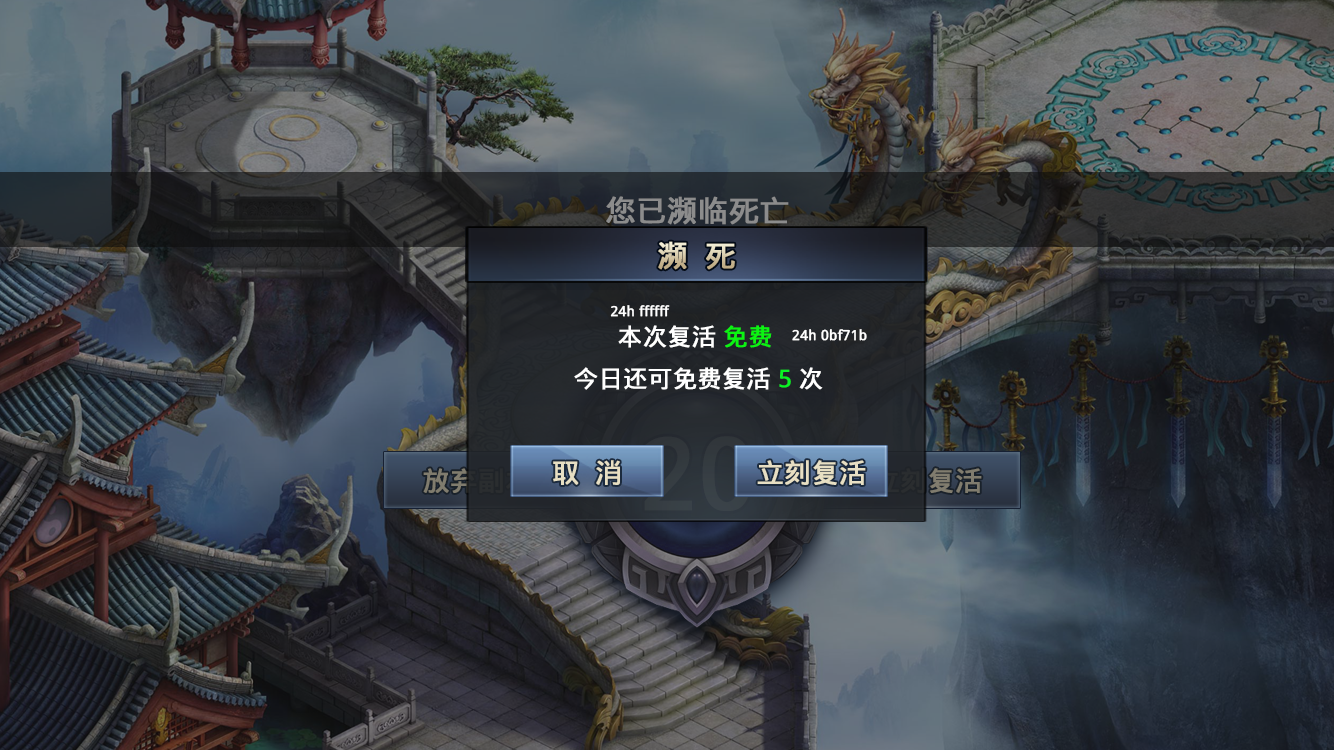 您已濒临死亡
濒 死
24h ffffff
本次复活 免费 24h 0bf71b
今日还可免费复活 5 次
20
放弃副
取 消
立刻复活
立刻复活